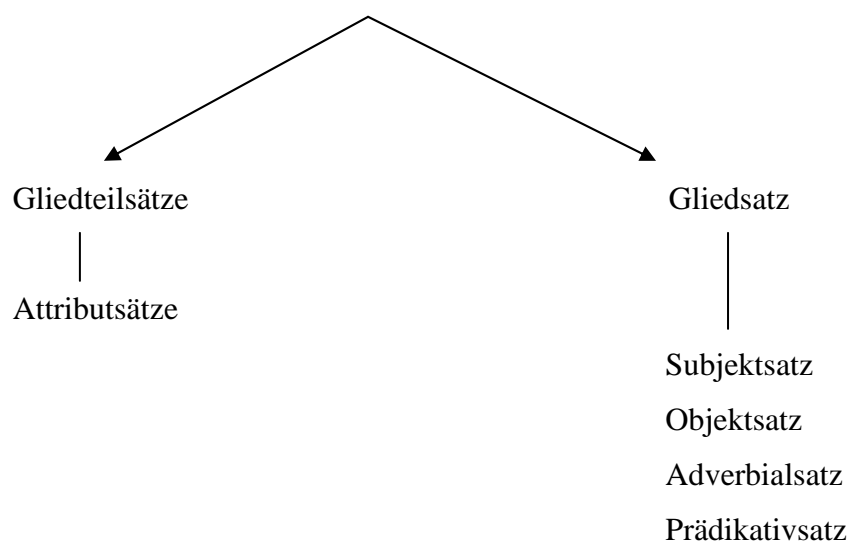 Gliedteilsätze
Gliedsatz
Attributsätze
Subjektsatz
Objektsatz
Adverbialsatz
Prädikativsatz